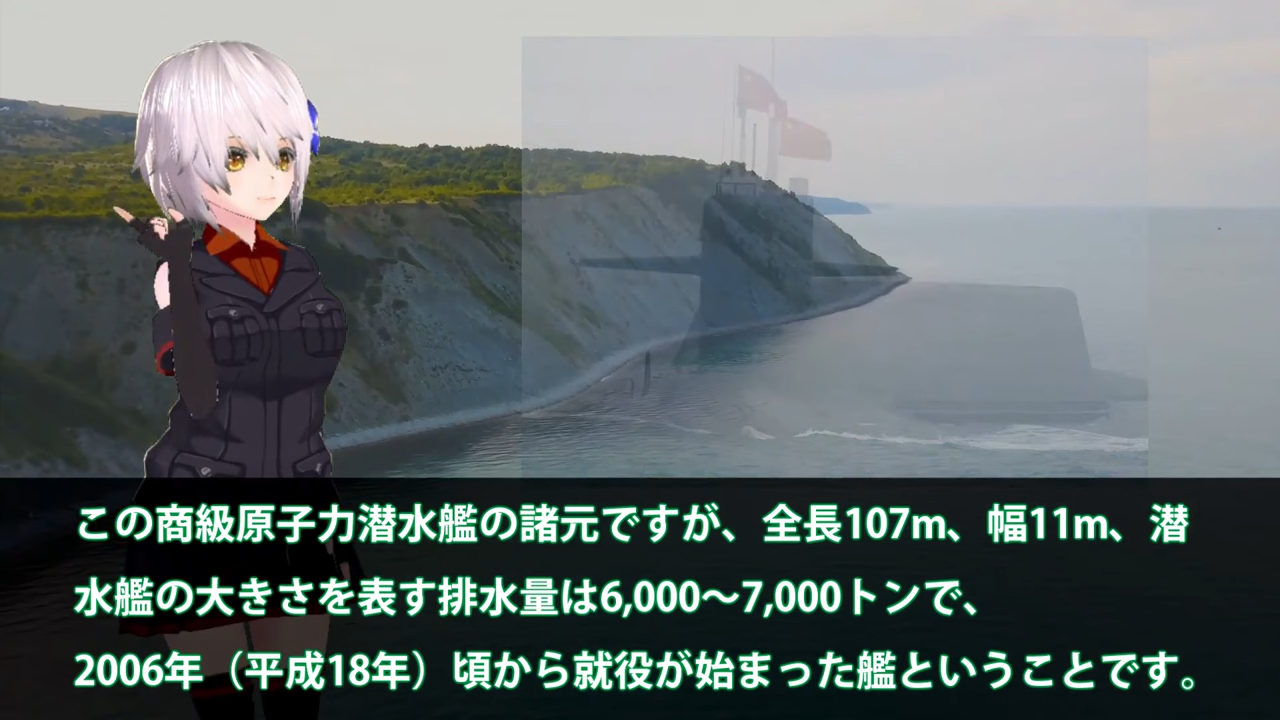 この商級原子力潜水艦の諸元ですが、全長107m、幅11m、潜
水艦の大きさを表す排水量は6,000～7,000トンで、
2006年（平成18年）頃から就役が始まった艦ということです。